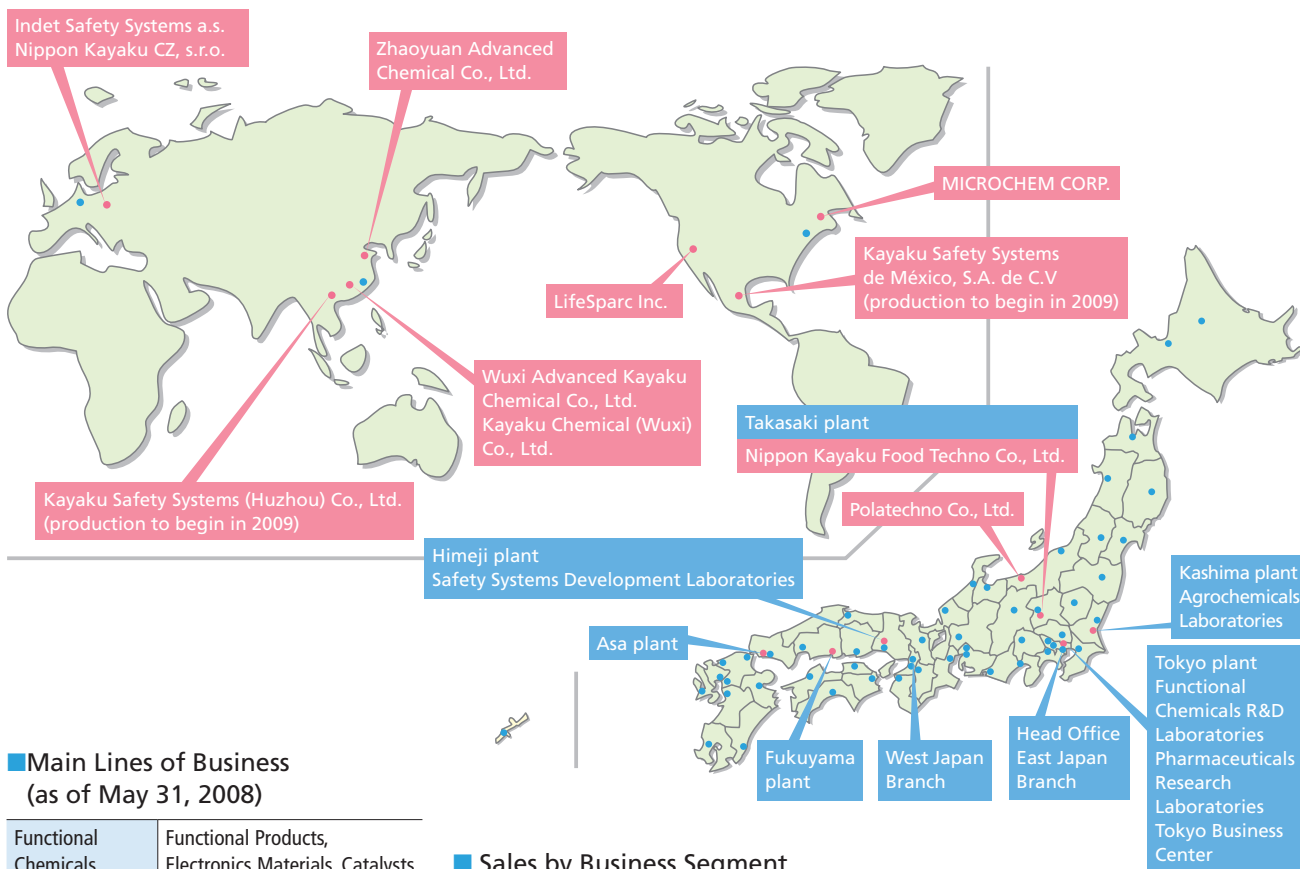 Indet Safety Systems a.s.
Nippon Kayaku CZ, s.r.o.
Zhaoyuan Advanced
Chemical Co., Ltd.
MICROCHEM CORP.
Kayaku Safety Systems
de México, S.A. de C.V
(production to begin in 2009)
LifeSparc Inc.
Wuxi Advanced Kayaku
Chemical Co., Ltd.
Kayaku Chemical (Wuxi)
Co., Ltd.
Kayaku Safety Systems (Huzhou) Co., Ltd.
(production to begin in 2009)
Takasaki plant
Nippon Kayaku Food Techno Co., Ltd.
Polatechno Co., Ltd.
Himeji plant
Safety Systems Development Laboratories
Kashima plant
Agrochemicals
Laboratories
Asa plant
Fukuyama
plant
West Japan
Branch
Head Office
East Japan
Branch
Tokyo plant
Functional
Chemicals R&D
Laboratories
Pharmaceuticals
Research
Laboratories
Tokyo Business
Center
Main Lines of Business
(as of May 31, 2008)
Functional
Chemicals
Functional Products,
Electronics Materials, Catalysts
Sales by Business Segment